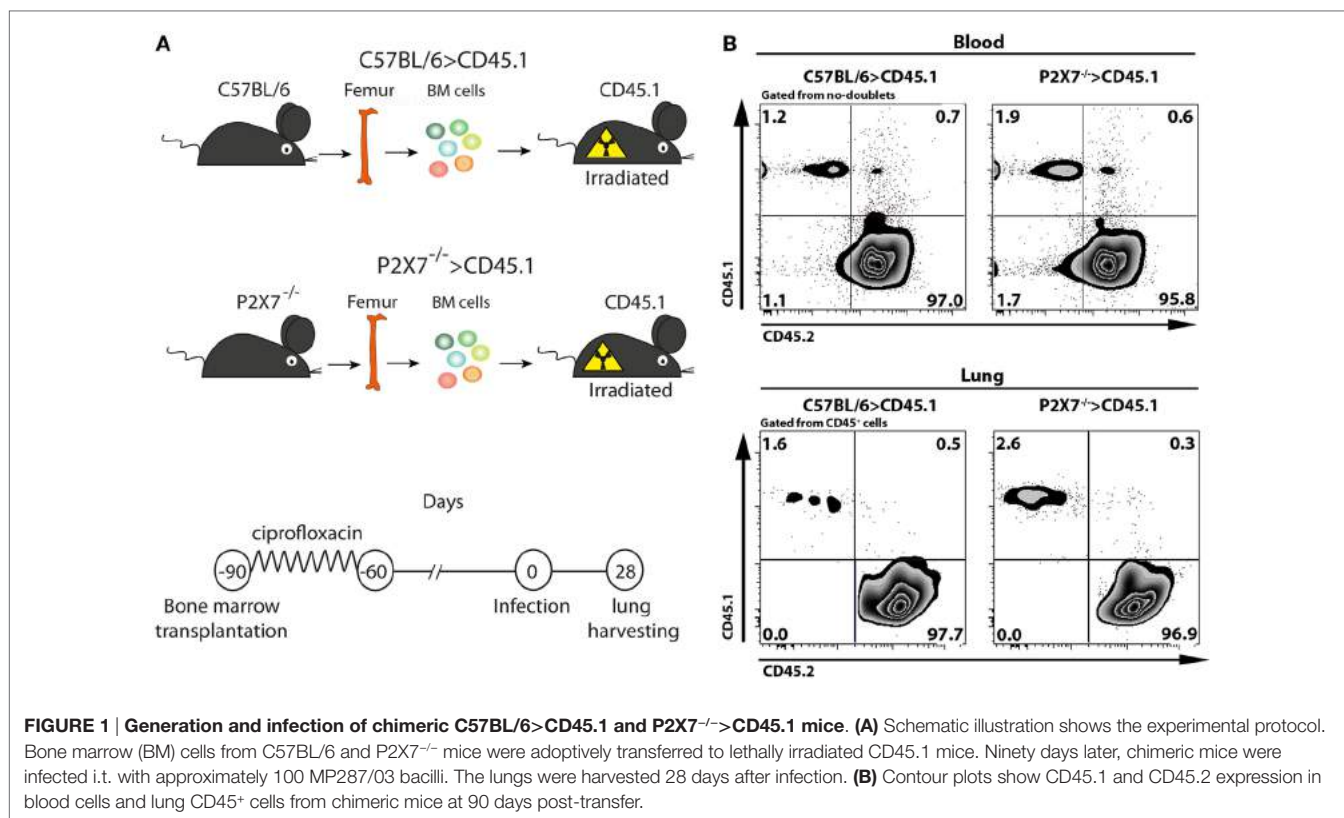 A
C57BL/6>CD45.1
C57BL/6
Femur
BM cells
CD45.1
Irradiated
P2X7-/->CD45.1
P2X7-/-
Femur
BM cells
CD45.1
Irradiated
Days
ciprofloxacin
-90
-60
0
28
Bone marrow
transplantation
Infection
lung
harvesting
B
Blood
C57BL/6>CD45.1
P2X7-/->CD45.1
Gated from no-doublets
1.2
0.7
1.9
0.6
CD45.1
1.1
97.0
1.7
95.8
CD45.2
Lung
C57BL/6>CD45.1
P2X7-/->CD45.1
Gated from CD45+ cells
1.6
0.5
2.6
0.3
CD45.1
0.0
97.7
0.0
96.9
CD45.2
FIGURE 1 | Generation and infection of chimeric C57BL/6>CD45.1 and P2X7−/−>CD45.1 mice. (A) Schematic illustration shows the experimental protocol.
Bone marrow (BM) cells from C57BL/6 and P2X7−/− mice were adoptively transferred to lethally irradiated CD45.1 mice. Ninety days later, chimeric mice were
infected i.t. with approximately 100 MP287/03 bacilli. The lungs were harvested 28 days after infection. (B) Contour plots show CD45.1 and CD45.2 expression in
blood cells and lung CD45+ cells from chimeric mice at 90 days post-transfer.